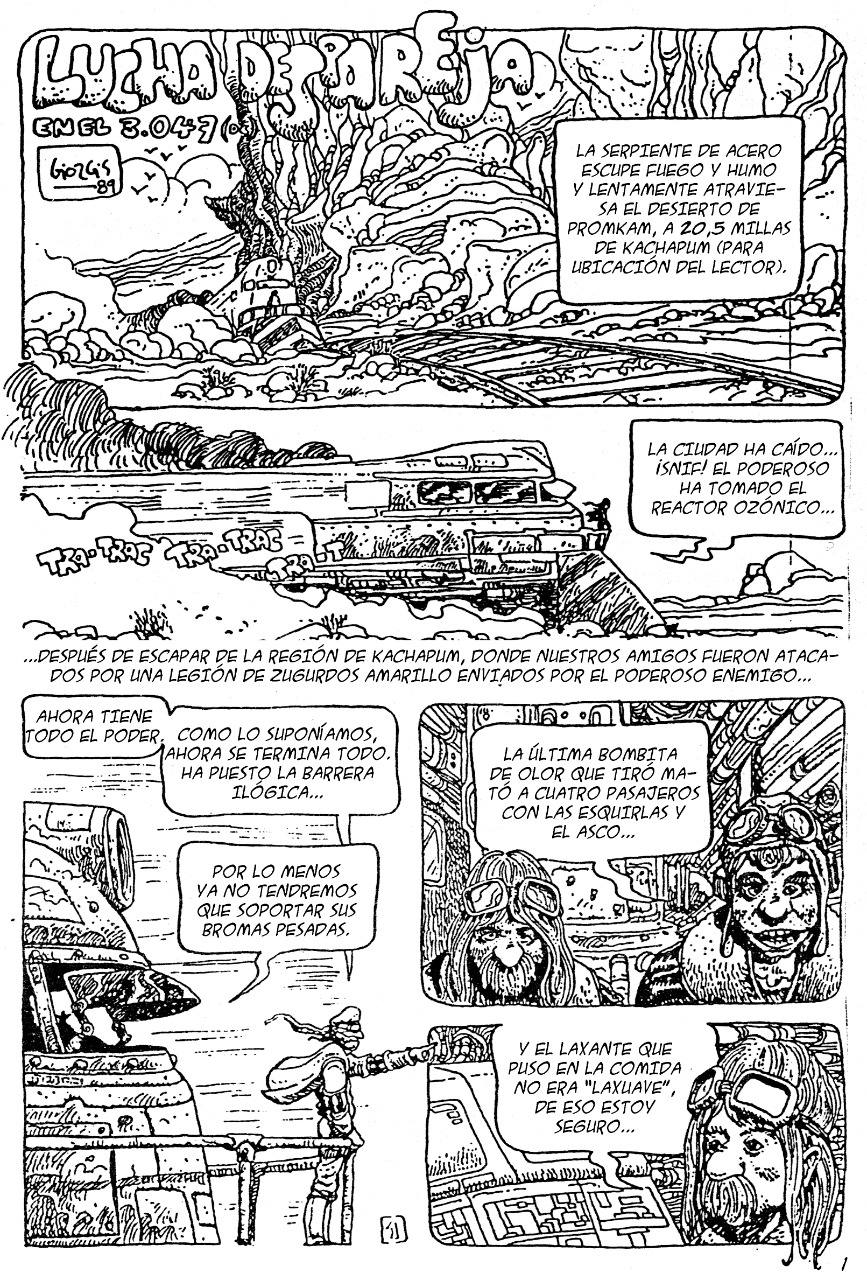 LUCHA DESPAREJA
EN EL 3.047 (D.C)
GIORGIS
89
LA SERPIENTE DE ACERO
ESCUPE FUEGO Y HUMO
Y LENTAMENTE ATRAVIE-
SA EL DESIERTO DE
PROMKAM, A 20,5 MILLAS
DE KACHAPUM (PARA
UBICACIÓN DEL LECTOR).
LA CIUDAD HA CAÍDO...
¡SNIF! EL PODEROSO
HA TOMADO EL
REACTOR OZÓNICO...
TRA-TRAC TRA-TRAC
...DESPUÉS DE ESCAPAR DE LA REGIÓN DE KACHAPUM, DONDE NUESTROS AMIGOS FUERON ATACA-
DOS POR UNA LEGIÓN DE ZUGURDOS AMARILLO ENVIADOS POR EL PODEROSO ENEMIGO...
AHORA TIENE
TODO EL PODER.
COMO LO SUPONÍAMOS,
AHORA SE TERMINA TODO.
HA PUESTO LA BARRERA
ILÓGICA...
POR LO MENOS
YA NO TENDREMOS
QUE SOPORTAR SUS
BROMAS PESADAS.
LA ÚLTIMA BOMBITA
DE OLOR QUE TIRÓ MA-
TÓ A CUATRO PASAJEROS
CON LAS ESQUIRLAS Y
EL ASCO...
Y EL LAXANTE QUE
PUSO EN LA COMIDA
NO ERA "LAXUAVE",
DE ESO ESTOY
SEGURO...
1